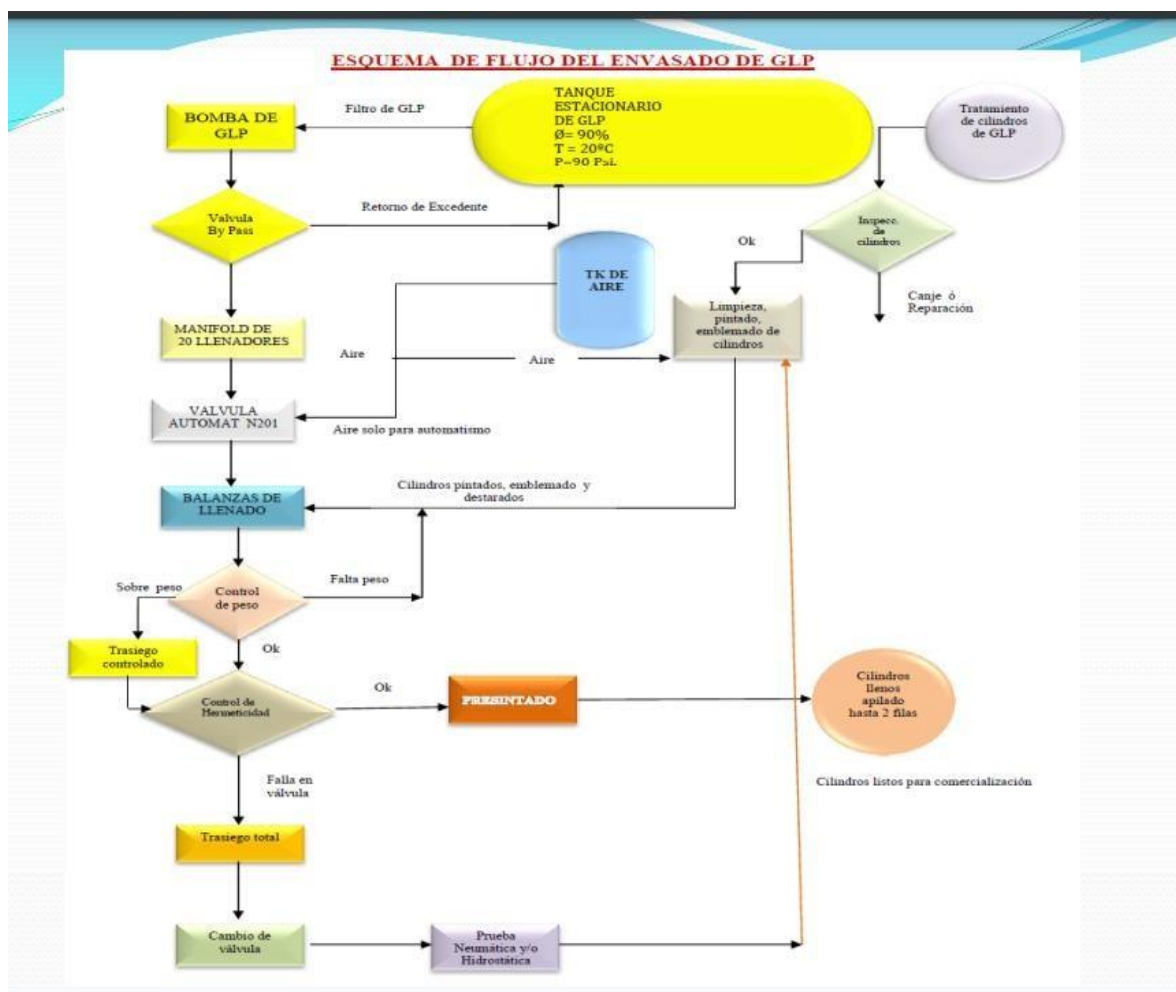 ESQUEMA DE FLUJO DEL ENVASADO DE GLP
BOMBA DE
GLP
Filtro de GLP
TANQUE
ESTACIONARIO
DE GLP
Ø= 90%
T = 20ºC
P=90 Psi.
Tratamiento
de cilindros
de GLP
Valvula
By Pass
Retorno de Excedente
Inspecc.
de
cilindros
Ok
TK DE
AIRE
Canje ó
Reparación
Limpieza,
pintado,
emblemado de
cilindros
MANIFOLD DE
20 LLENADORES
Aire
Aire
VALVULA
AUTOMAT N201
Aire solo para automatismo
Cilindros pintados, emblemado y
destarados
BALANZAS DE
LLENADO
Sobre peso
Control
de peso
Falta peso
Trasiego
controlado
Ok
Control de
Hermeticidad
Ok
PRESINTADO
Cilindros
llenos
apilado
hasta 2 filas
Falla en
válvula
Cilindros listos para comercialización
Trasiego total
Cambio de
válvula
Prueba
Neumática y/o
Hidrostática